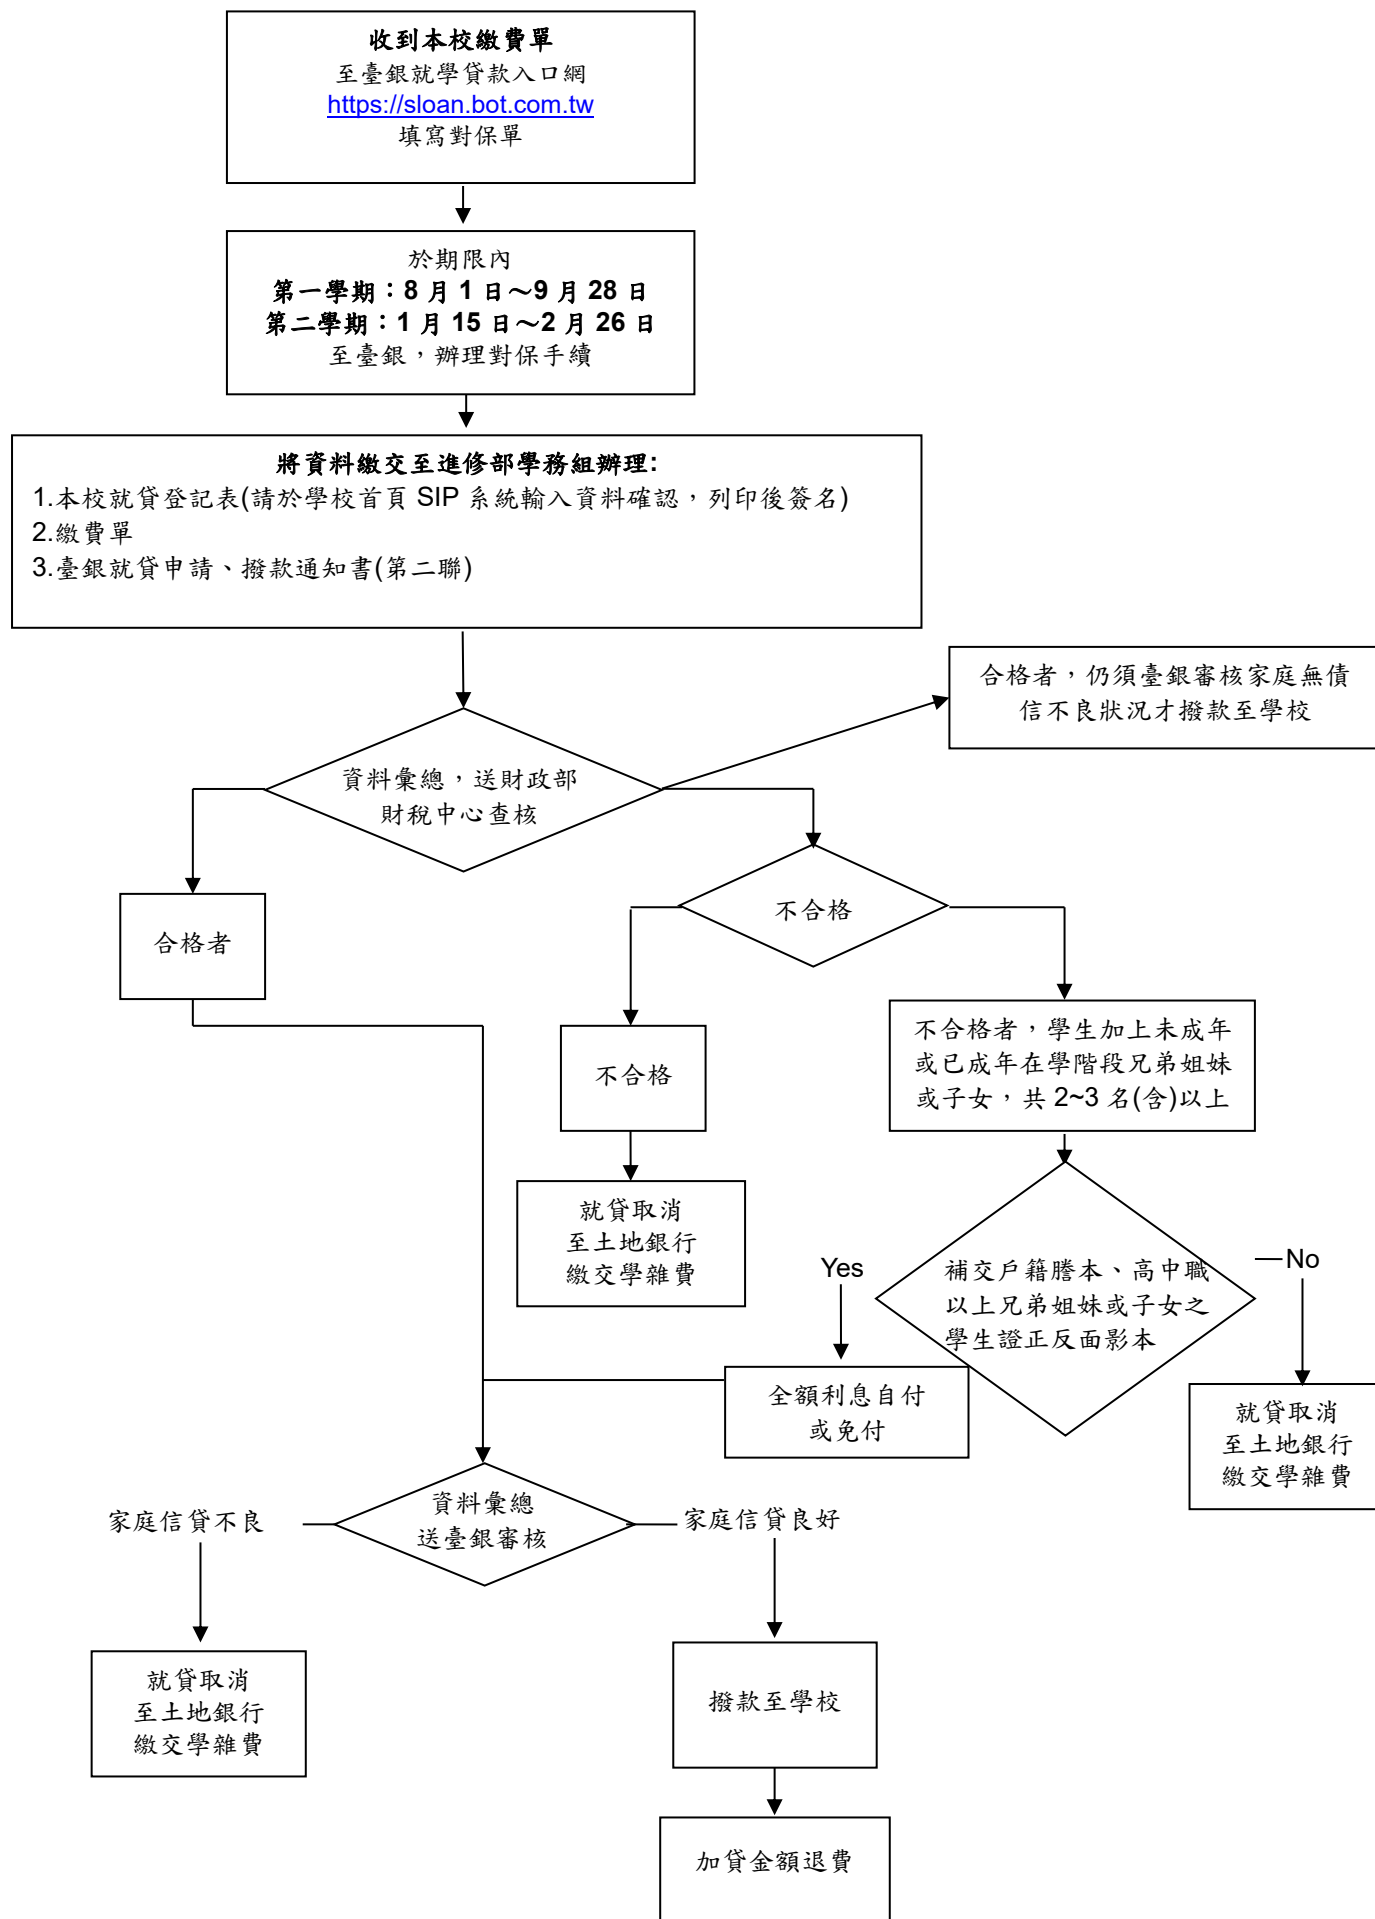 收到本校繳費單
至臺銀就學貸款入口網
https://sloan.bot.com.tw
填寫對保單
於期限內
第一學期：8 月 1 日～9 月 28 日
第二學期：1 月 15 日～2 月 26 日
至臺銀，辦理對保手續
將資料繳交至進修部學務組辦理:
1.本校就貸登記表(請於學校首頁 SIP 系統輸入資料確認，列印後簽名)
2.繳費單
3.臺銀就貸申請、撥款通知書(第二聯)
合格者，仍須臺銀審核家庭無債
信不良狀況才撥款至學校
資料彙總，送財政部
財稅中心查核
合格者
不合格
不合格
不合格者，學生加上未成年
或已成年在學階段兄弟姐妹
或子女，共 2~3 名(含)以上
就貸取消
至土地銀行
繳交學雜費
Yes
補交戶籍謄本、高中職
以上兄弟姐妹或子女之
學生證正反面影本
No
全額利息自付
或免付
就貸取消
至土地銀行
繳交學雜費
家庭信貸不良
資料彙總
送臺銀審核
家庭信貸良好
就貸取消
至土地銀行
繳交學雜費
撥款至學校
加貸金額退費